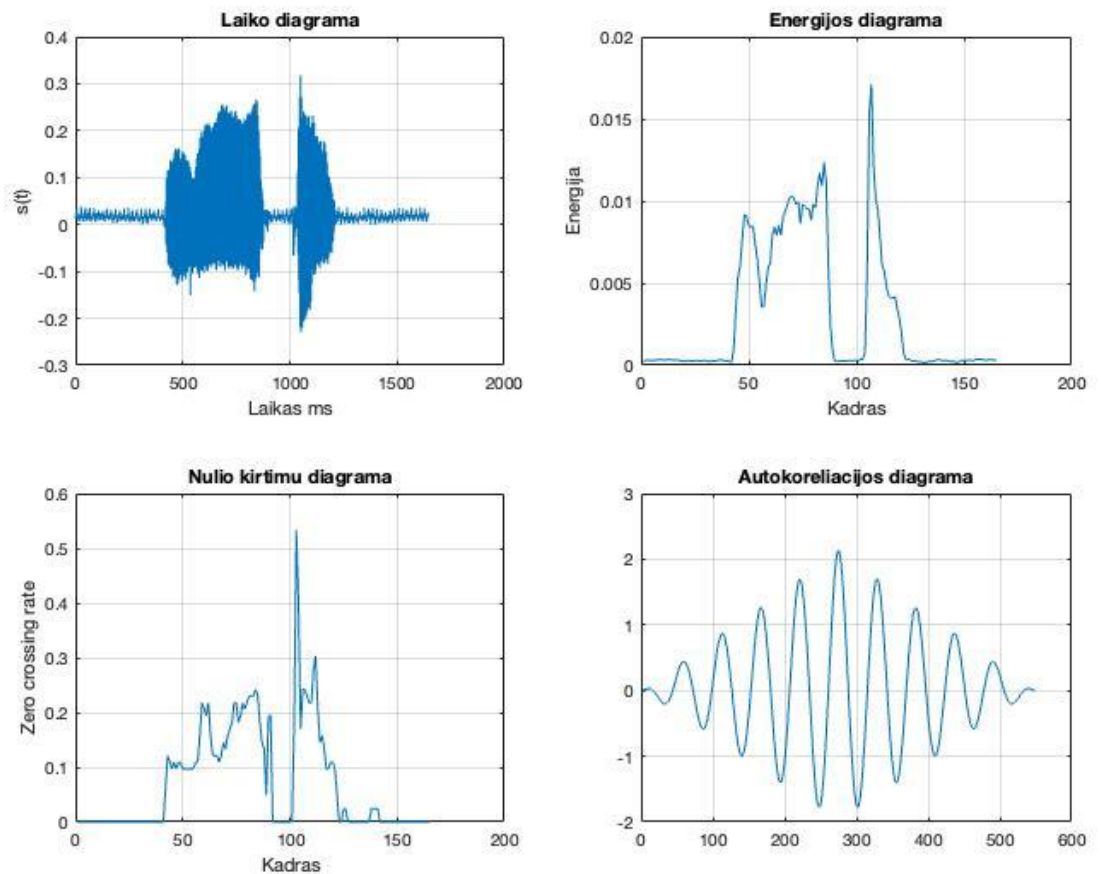 Laiko diagrama
0.4
0.3
0.2
0.1
0
-0.1
-0.2
-0.3
s(t)
0 500 1000 1500 2000
Laikas ms
Energijos diagrama
0.02
0.015
0.01
0.005
0
Energija
0 50 100 150 200
Kadras
Nulio kirtimu diagrama
0.6
0.5
0.4
0.3
0.2
0.1
0
Zero crossing rate
0 50 100 150 200
Kadras
Autokoreliacijos diagrama
3
2
1
0
-1
-2
0 100 200 300 400 500 600